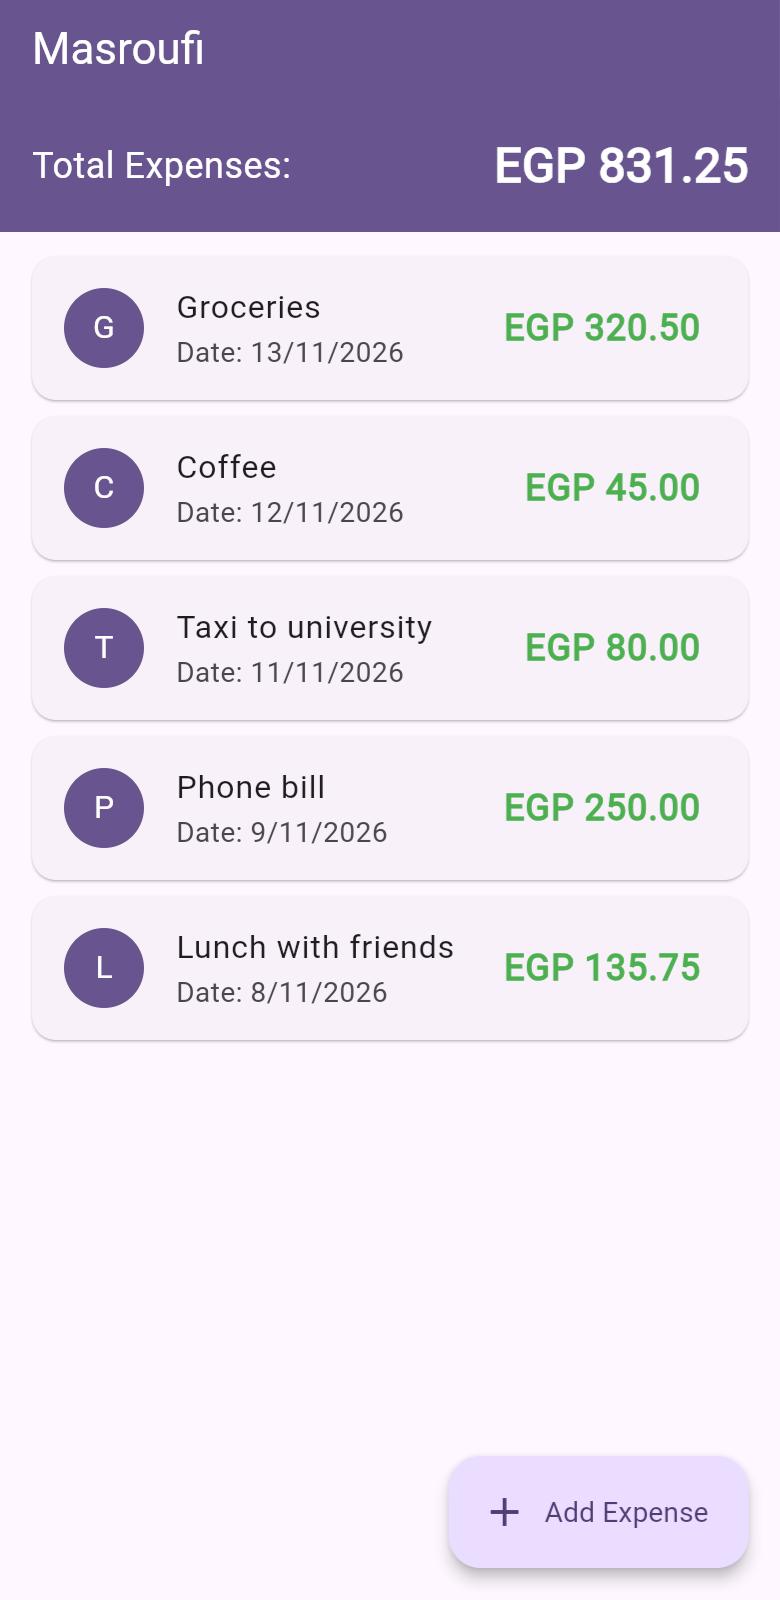 Masroufi
Total Expenses: EGP 831.25
G
Groceries
Date: 13/11/2026
EGP 320.50
C
Coffee
Date: 12/11/2026
EGP 45.00
T
Taxi to university
Date: 11/11/2026
EGP 80.00
P
Phone bill
Date: 9/11/2026
EGP 250.00
L
Lunch with friends
Date: 8/11/2026
EGP 135.75
+ Add Expense